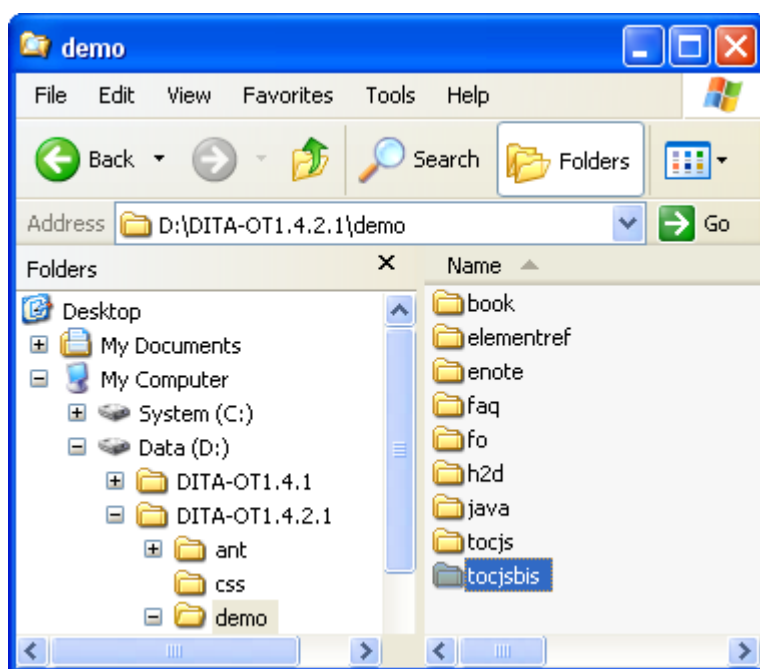 demo
File Edit View Favorites Tools Help
Back Search Folders
Address D:\DITA-OT1.4.2.1\demo Go
Folders
Desktop
My Documents
My Computer
System (C:)
Data (D:)
DITA-OT1.4.1
DITA-OT1.4.2.1
ant
css
demo
Name
book
elementref
enote
faq
fo
h2d
java
tocjs
tocjsbis